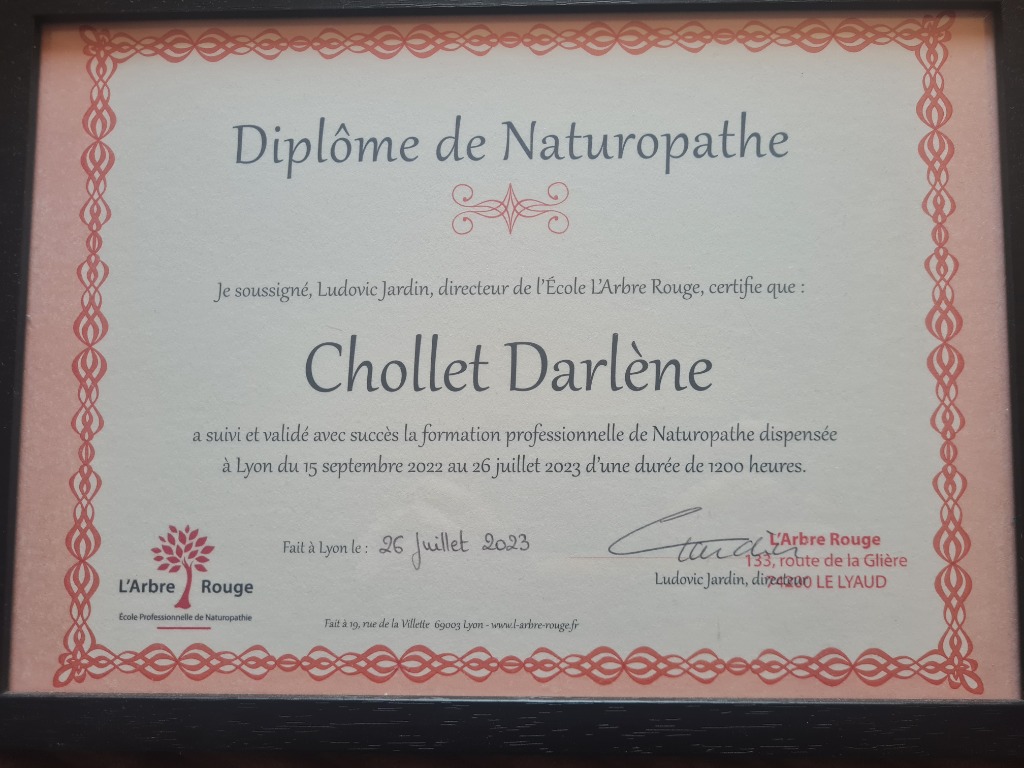 Diplôme de Naturopathe
Je soussigné, Ludovic Jardin, directeur de l'École L'Arbre Rouge, certifie que :
Chollet Darlène
a suivi et validé avec succès la formation professionnelle de Naturopathe dispensée
à Lyon du 15 septembre 2022 au 26 juillet 2023 d'une durée de 1200 heures.
Fait à Lyon le : 26 juillet 2023
L'Arbre Rouge
133, route de la Glière
74200 LE LYAUD
Ludovic Jardin, directeur
L'Arbre Rouge
École Professionnelle de Naturopathie
Fait à 19, rue de la Villette 69003 Lyon - www.l-arbre-rouge.fr